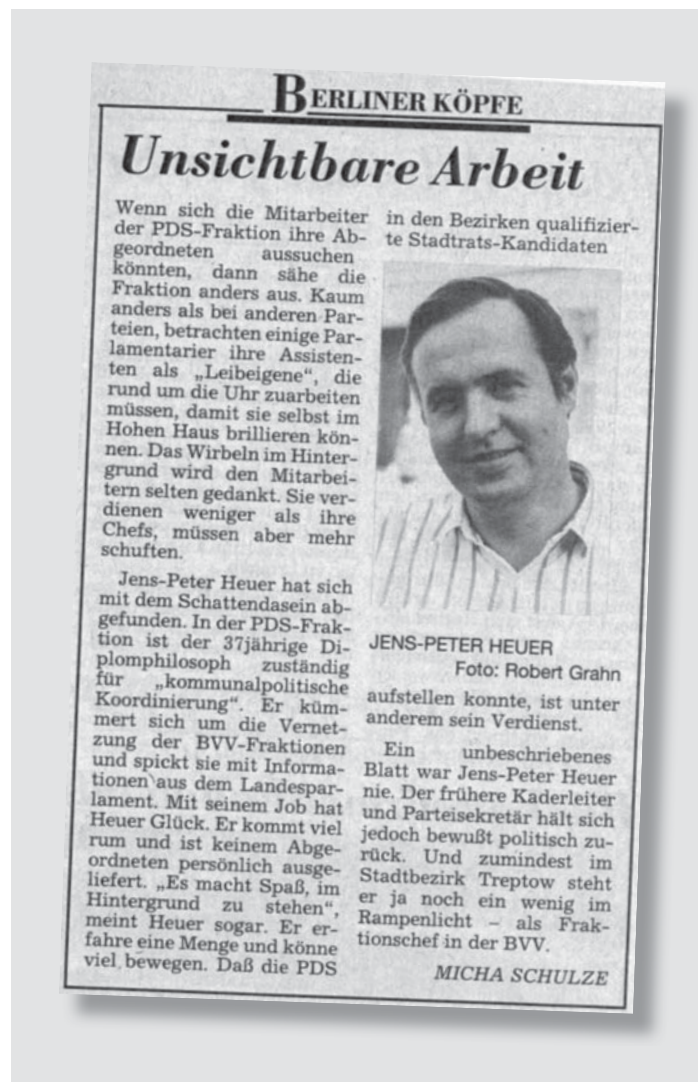 BERLINER KÖPFE
Unsichtbare Arbeit
Wenn sich die Mitarbeiter
der PDS-Fraktion ihre Ab-
geordneten aussuchen
könnten, dann sähe die
Fraktion anders aus. Kaum
anders als bei anderen Par-
teien, betrachten einige Par-
lamentarier ihre Assisten-
ten als „Leibeigene“, die
rund um die Uhr zuarbeiten
müssen, damit sie selbst im
Hohen Haus brillieren kön-
nen. Das Wirbeln im Hinter-
grund wird den Mitarbei-
tern selten gedankt. Sie ver-
dienen weniger als ihre
Chefs, müssen aber mehr
schuften.
Jens-Peter Heuer hat sich
mit dem Schattendasein ab-
gefunden. In der PDS-Frak-
tion ist der 37jährige Di-
plomphilosoph zuständig
für „kommunalpolitische
Koordinierung“. Er küm-
mert sich um die Vernet-
zung der BVV-Fraktionen
und spickt sie mit Informa-
tionen aus dem Landespar-
lament. Mit seinem Job hat
Heuer Glück. Er kommt viel
rum und ist keinem Abge-
ordneten persönlich ausge-
liefert. „Es macht Spaß, im
Hintergrund zu stehen“,
meint Heuer sogar. Er er-
fahre eine Menge und könne
viel bewegen. Daß die PDS
in den Bezirken qualifizier-
te Stadtrats-Kandidaten
JENS-PETER HEUER
Foto: Robert Grahn
aufstellen konnte, ist unter
anderem sein Verdienst.
Ein unbeschriebenes
Blatt war Jens-Peter Heuer
nie. Der frühere Kaderleiter
und Parteisekretär hält sich
jedoch bewußt politisch zu-
rück. Und zumindest im
Stadtbezirk Treptow steht
er ja noch ein wenig im
Rampenlicht – als Frak-
tionschef in der BVV.
MICHA SCHULZE